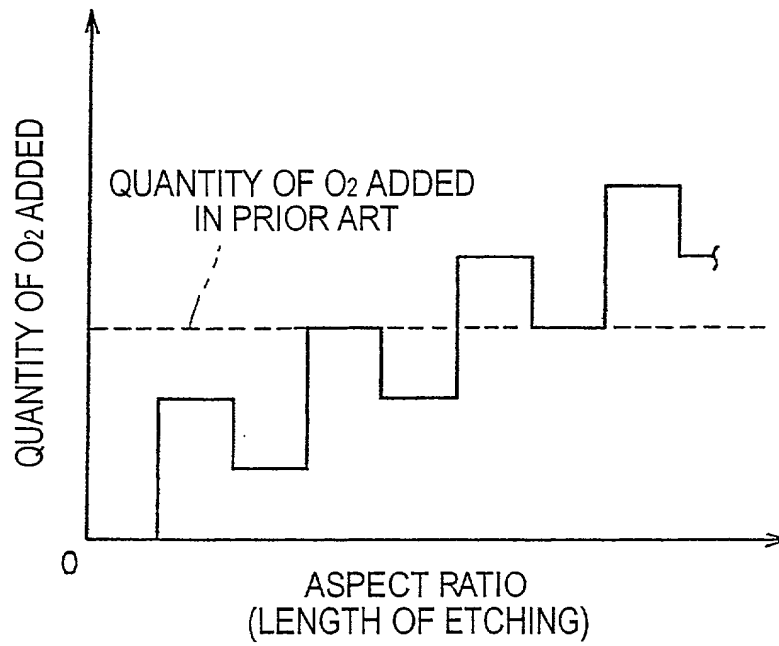 QUANTITY OF O2 ADDED
QUANTITY OF O2 ADDED
IN PRIOR ART
0
ASPECT RATIO
(LENGTH OF ETCHING)